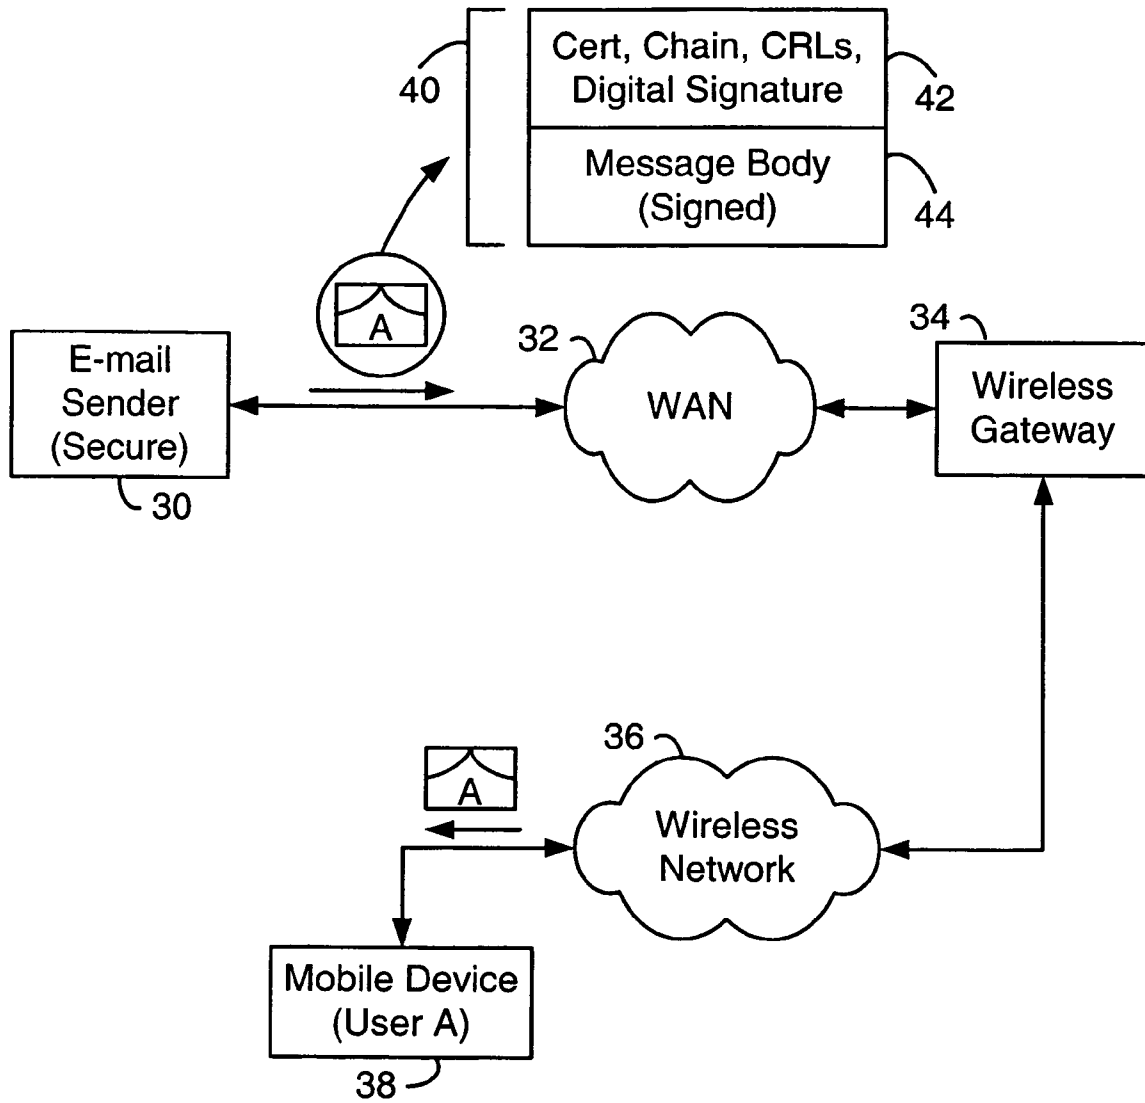 Cert, Chain, CRLs,
Digital Signature
40
42
Message Body
(Signed)
44
A
E-mail
Sender
(Secure)
30
32
WAN
34
Wireless
Gateway
36
A
Wireless
Network
Mobile Device
(User A)
38